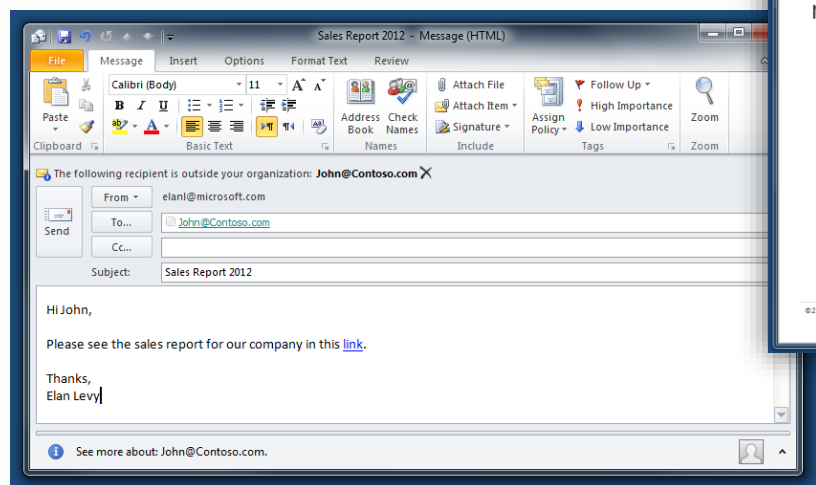 Sales Report 2012 - Message (HTML)
File Message Insert Options Format Text Review
Calibri (Body) 11 A A
Attach File
Follow Up
B I U
Attach Item
High Importance
Paste
Address Check
Assign
Zoom
ab A
Book Names
Signature
Policy
Low Importance
Clipboard Basic Text Names Include Tags Zoom
The following recipient is outside your organization: John@Contoso.com
From elanl@microsoft.com
Send
To... John@Contoso.com
Cc...
Subject: Sales Report 2012
Hi John,
Please see the sales report for our company in this link.
Thanks,
Elan Levy
See more about: John@Contoso.com.
©2